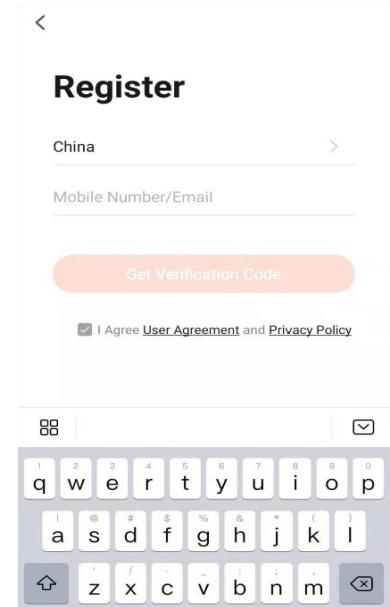 Register
China
Mobile Number/Email
Get Verification Code
I Agree User Agreement and Privacy Policy
1 2 3 4 5 6 7 8 9 0
q w e r t y u i o p
! @ # $ % & * ( )
a s d f g h j k l
z x c v b n m